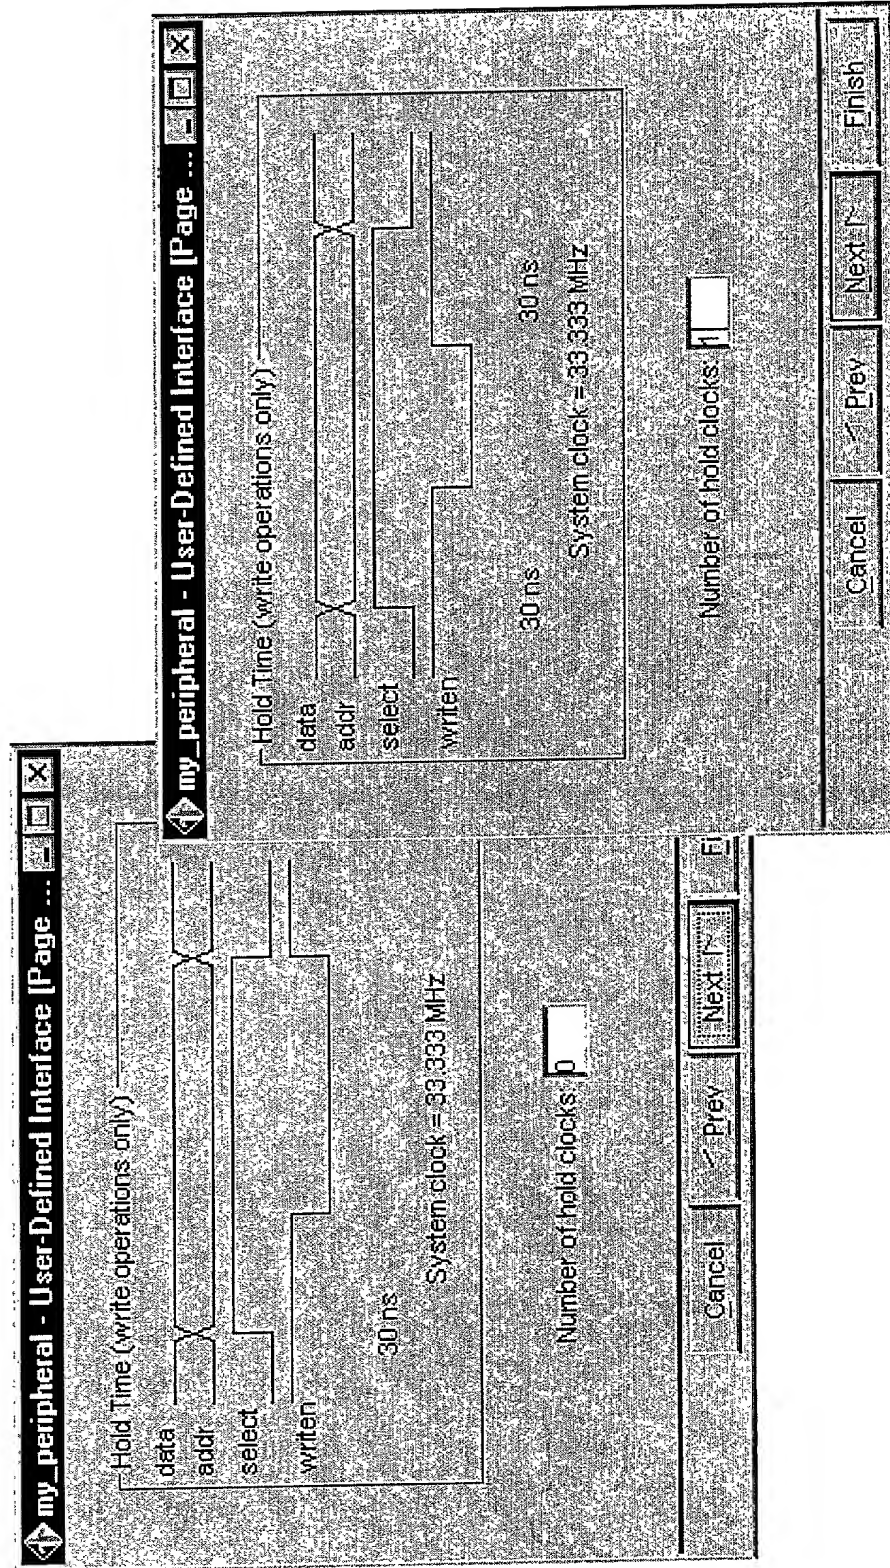 my_peripheral - User-Defined Interface [Page ...
Hold Time (write operations only)
data
addr
select
writen
30 ns
System clock = 33.333 MHz
Number of hold clocks: 0
Cancel
< Prev
Next
my_peripheral - User-Defined Interface [Page ...
Hold Time (write operations only)
data
addr
select
writen
30 ns 30 ns
System clock = 33.333 MHz
Number of hold clocks: 1
Cancel
< Prev
Next
Finish